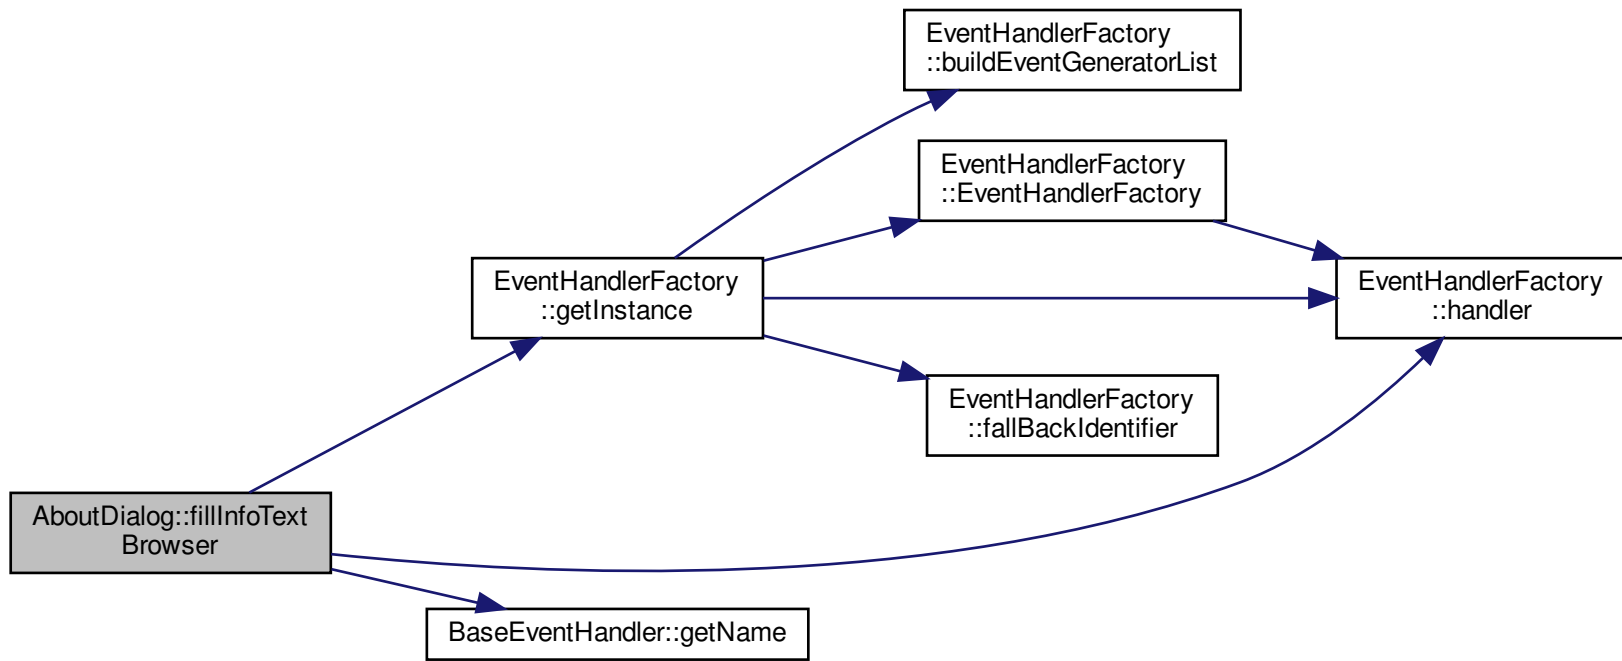 EventHandlerFactory
::buildEventGeneratorList
EventHandlerFactory
::EventHandlerFactory
EventHandlerFactory
::getInstance
EventHandlerFactory
::handler
EventHandlerFactory
::fallBackIdentifier
AboutDialog::fillInfoText
Browser
BaseEventHandler::getName